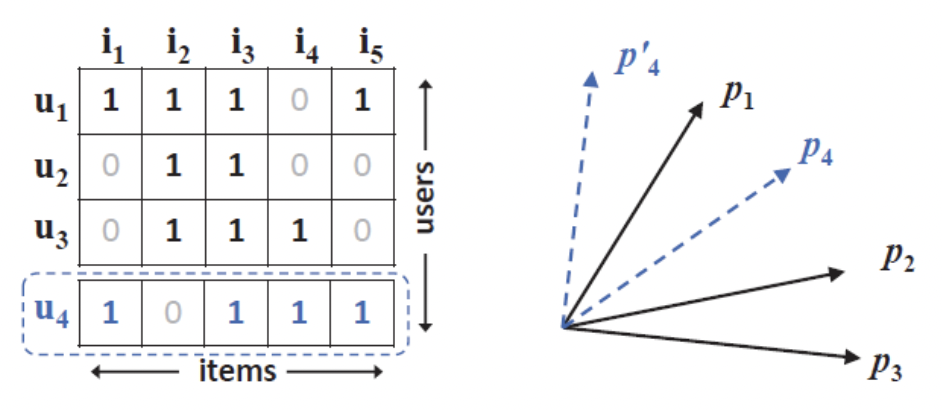 i1 i2 i3 i4 i5
u1 1 1 1 0 1
u2 0 1 1 0 0
u3 0 1 1 1 0
u4 1 0 1 1 1
items
users
p'4
p1
p4
p2
p3